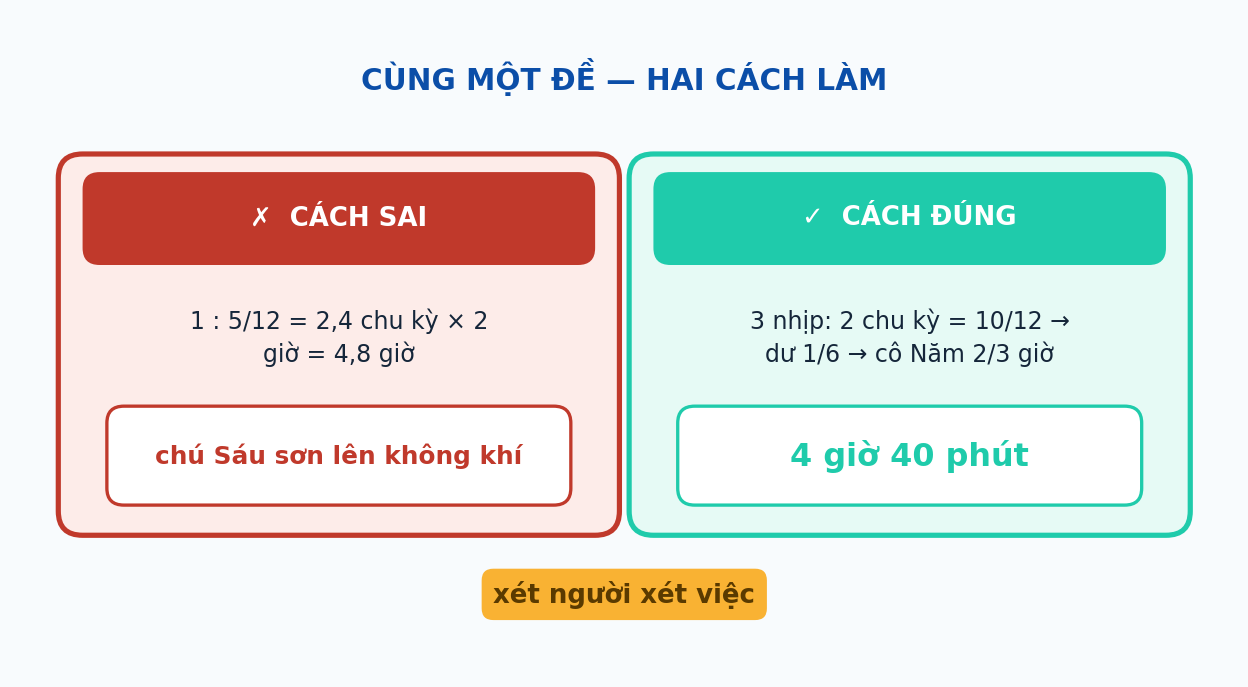 CÙNG MỘT ĐỀ — HAI CÁCH LÀM
✗ CÁCH SAI
1 : 5/12 = 2,4 chu kỳ × 2
giờ = 4,8 giờ
chú Sáu sơn lên không khí
✓ CÁCH ĐÚNG
3 nhịp: 2 chu kỳ = 10/12 →
dư 1/6 → cô Năm 2/3 giờ
4 giờ 40 phút
xét người xét việc